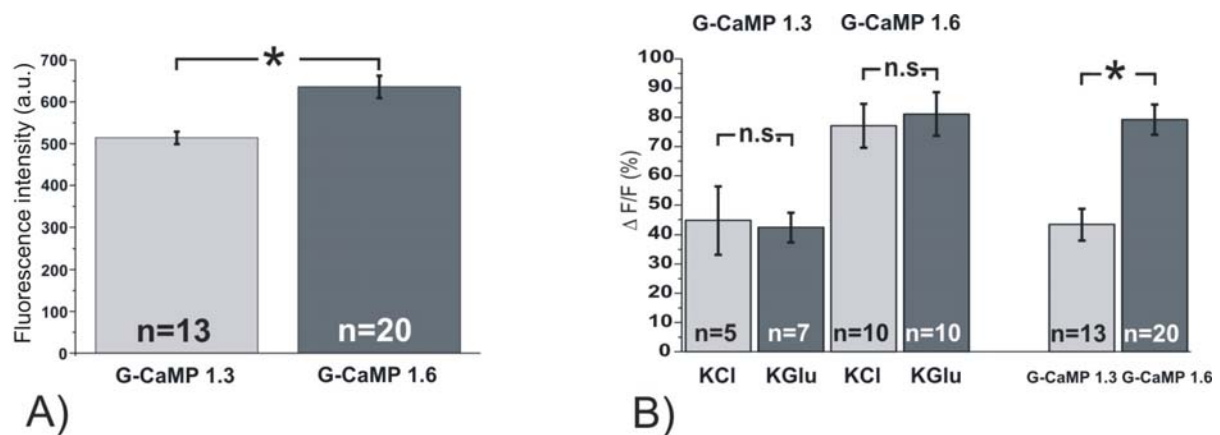 Fluorescence intensity (a.u.)
700
600
500
400
300
200
100
0
*
n=13
n=20
G-CaMP 1.3
G-CaMP 1.6
A)
G-CaMP 1.3
G-CaMP 1.6
Δ F/F (%)
100
90
80
70
60
50
40
30
20
10
0
n.s.
n.s.
*
n=5
n=7
n=10
n=10
n=13
n=20
KCl
KGlu
KCl
KGlu
G-CaMP 1.3
G-CaMP 1.6
B)